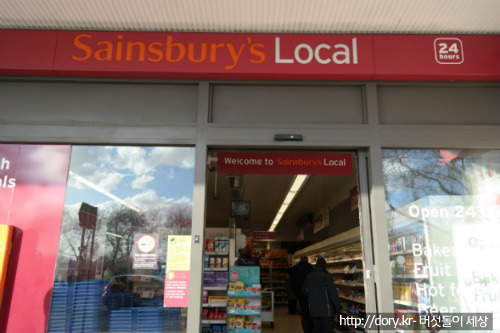 Sainsbury's Local 24 hours
Welcome to Sainsbury's Local
Open 24
Fruit
Hot fo
Beer
http://dory.kr- 버섯돌이 세상